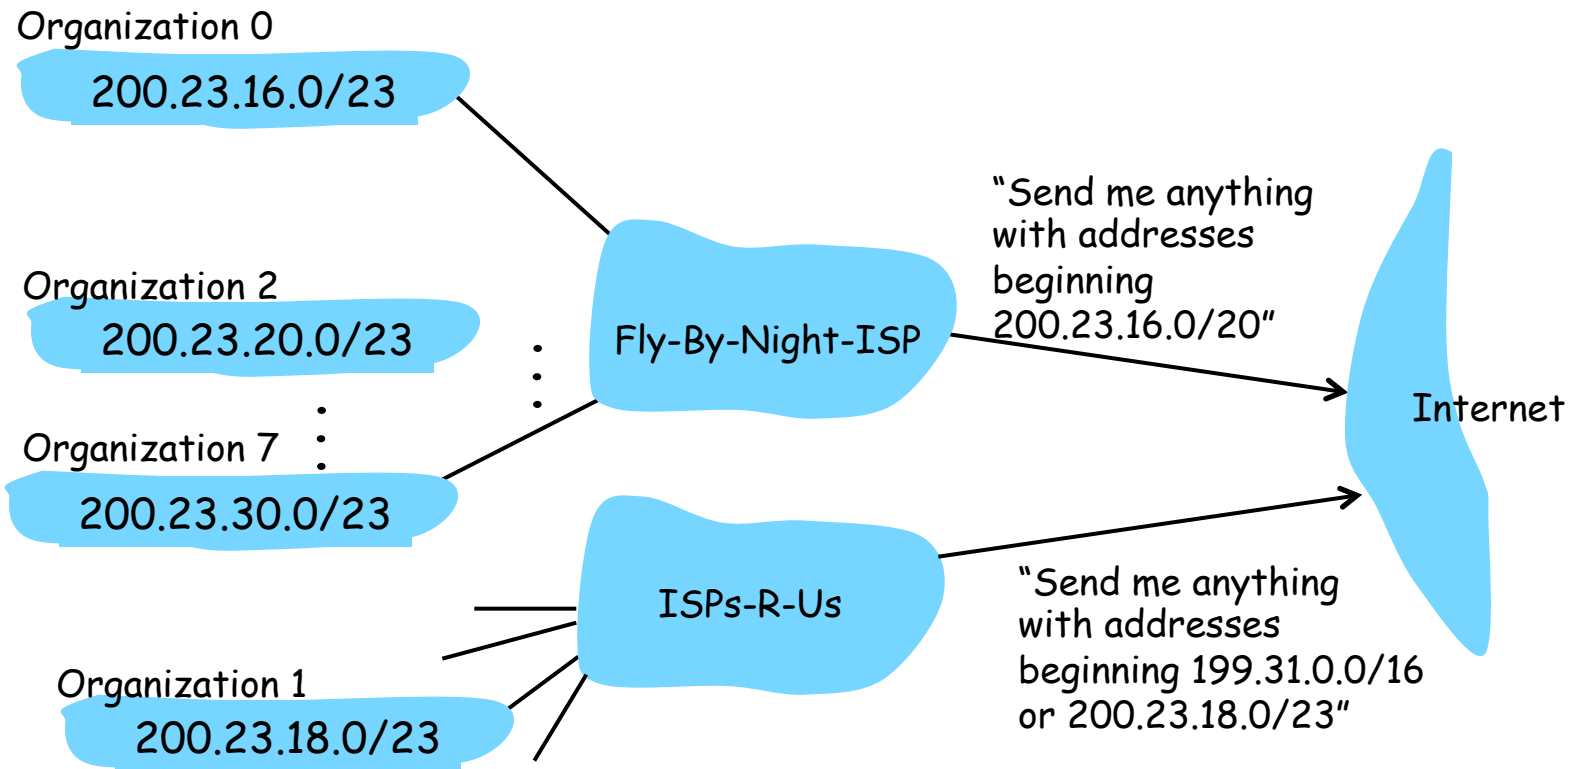 Organization 0
200.23.16.0/23
Organization 2
200.23.20.0/23
Organization 7
200.23.30.0/23
Fly-By-Night-ISP
“Send me anything
with addresses
beginning
200.23.16.0/20”
Internet
ISPs-R-Us
“Send me anything
with addresses
beginning 199.31.0.0/16
or 200.23.18.0/23”
Organization 1
200.23.18.0/23